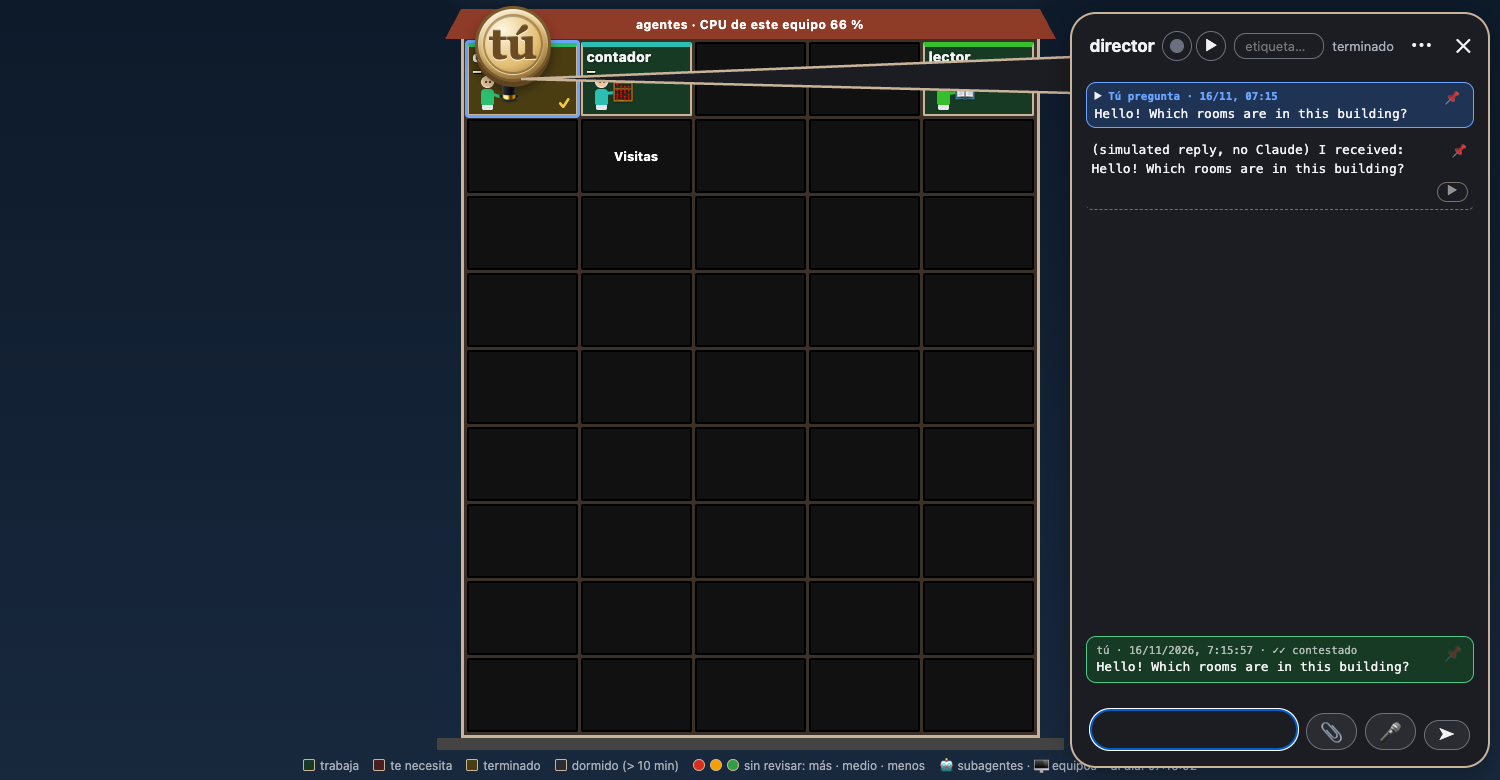 agentes · CPU de este equipo 66 %
tú
contador
lector
Visitas
director
etiqueta...
terminado
Tú pregunta · 16/11, 07:15
Hello! Which rooms are in this building?
(simulated reply, no Claude) I received:
Hello! Which rooms are in this building?
tú · 16/11/2026, 7:15:57 · ✓✓ contestado
Hello! Which rooms are in this building?
trabaja
te necesita
terminado
dormido (> 10 min)
sin revisar: más · medio · menos
subagentes ·
equipos